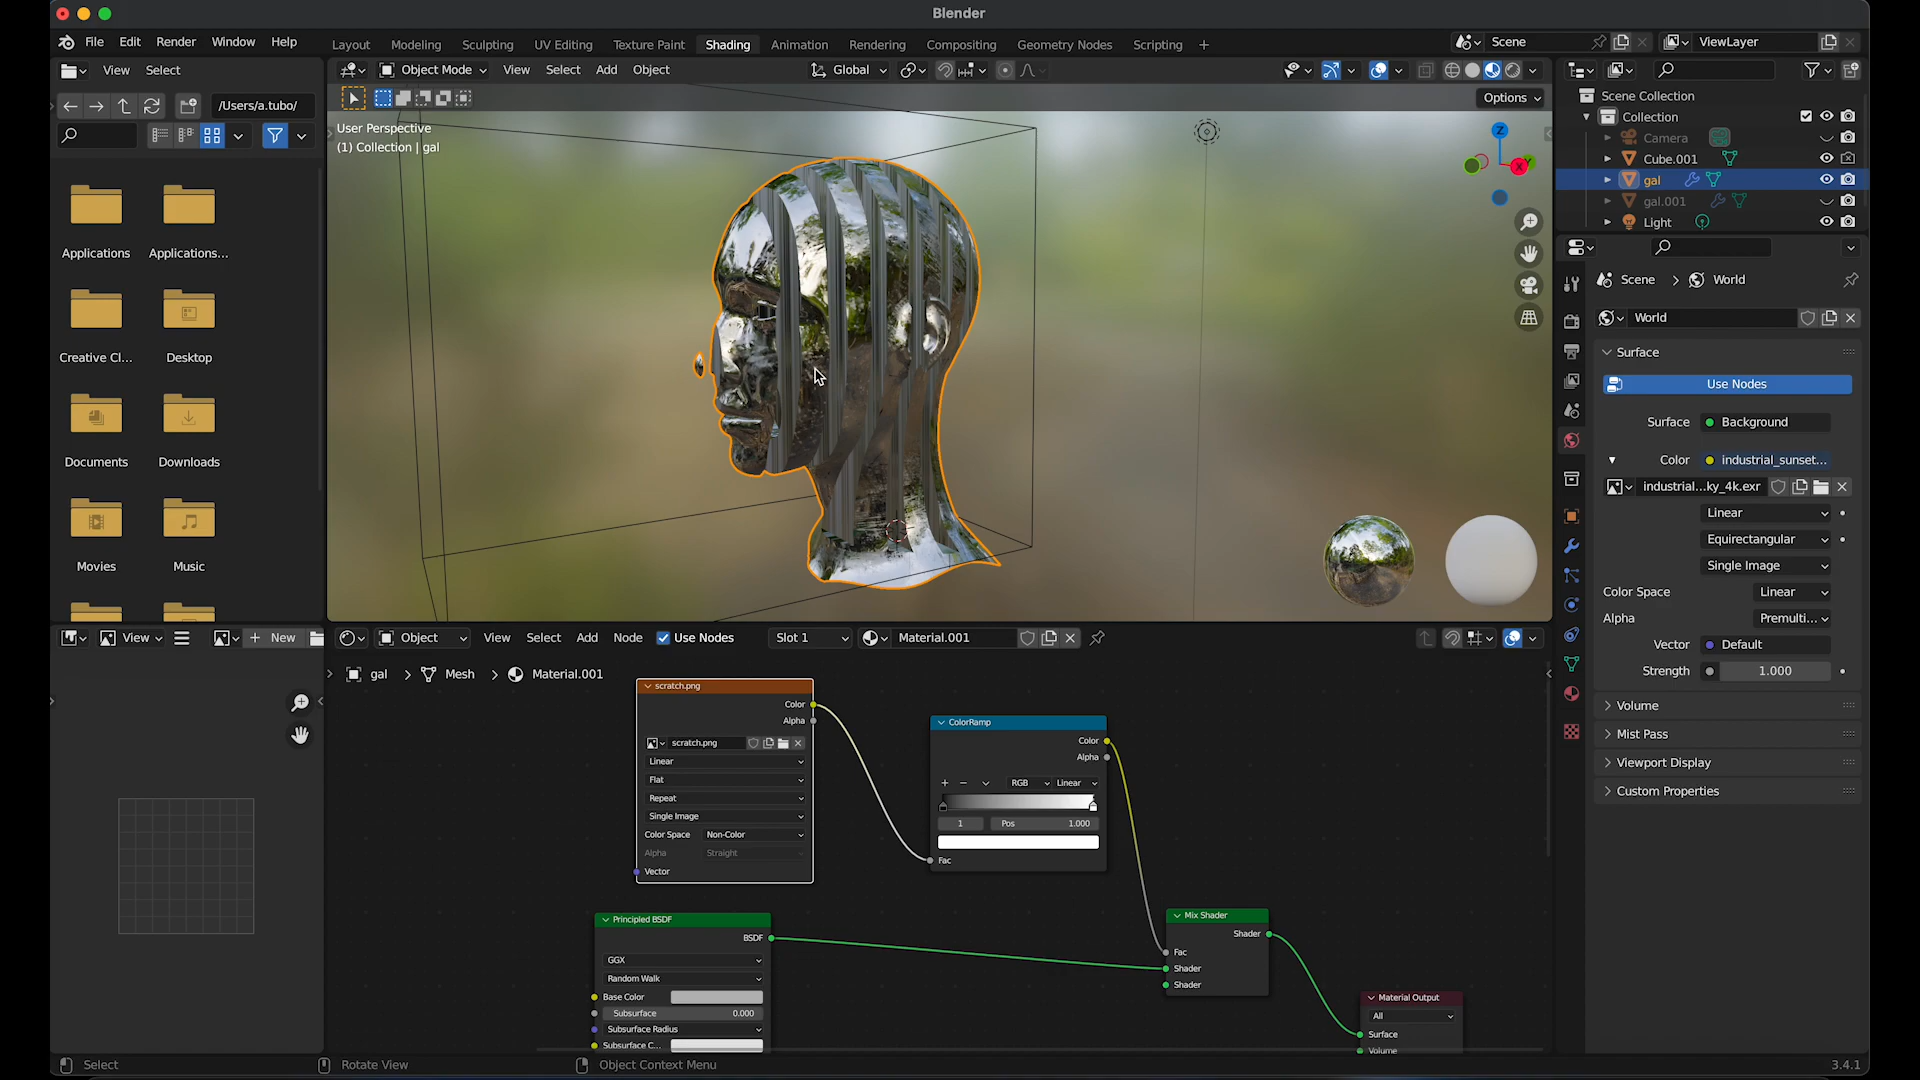 Blender
File Edit Render Window Help
Layout Modeling Sculpting UV Editing Texture Paint Shading Animation Rendering Compositing Geometry Nodes Scripting +
Scene
ViewLayer
View Select
Object Mode View Select Add Object
Global
/Users/a.tubo/
Options
User Perspective
(1) Collection | gal
Z
X
Y
Scene Collection
Collection
Camera
Cube.001
gal
gal.001
Light
Applications
Applications...
Creative Cl...
Desktop
Documents
Downloads
Movies
Music
Scene > World
World
Surface
Use Nodes
Surface Background
Color industrial_sunset...
industrial...ky_4k.exr
Linear
Equirectangular
Single Image
Color Space Linear
Alpha Premulti...
Vector Default
Strength 1.000
Volume
Mist Pass
Viewport Display
Custom Properties
View
+ New
Object View Select Add Node Use Nodes Slot 1 Material.001
gal > Mesh > Material.001
scratch.png
Color
Alpha
scratch.png
Linear
Flat
Repeat
Single Image
Color Space Non-Color
Alpha Straight
Vector
ColorRamp
Color
Alpha
+ − RGB Linear
1 Pos 1.000
Fac
Principled BSDF
BSDF
GGX
Random Walk
Base Color
Subsurface 0.000
Subsurface Radius
Subsurface C...
Mix Shader
Shader
Fac
Shader
Shader
Material Output
All
Surface
Volume
Select
Rotate View
Object Context Menu
3.4.1